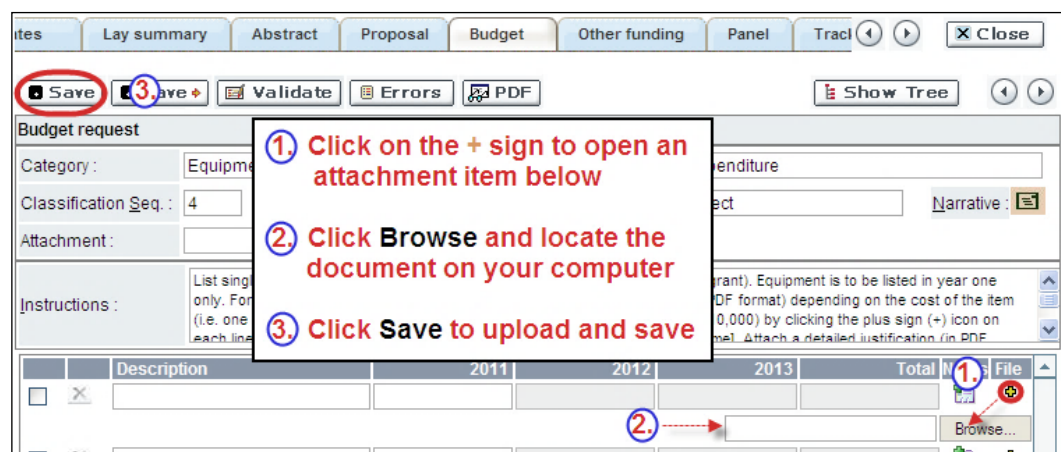 ates Lay summary Abstract Proposal Budget Other funding Panel Track Close
Save 3. ave Validate Errors PDF Show Tree
Budget request
Category : Equipme enditure
Classification Seq. : 4 ect Narrative :
Attachment :
1. Click on the + sign to open an
attachment item below
2. Click Browse and locate the
document on your computer
3. Click Save to upload and save
Instructions :
List singl grant). Equipment is to be listed in year one
only. For PDF format) depending on the cost of the item
(i.e. one 0,000) by clicking the plus sign (+) icon on
each line me]. Attach a detailed justification (in PDF
Description 2011 2012 2013 Total File
1.
2. Browse...